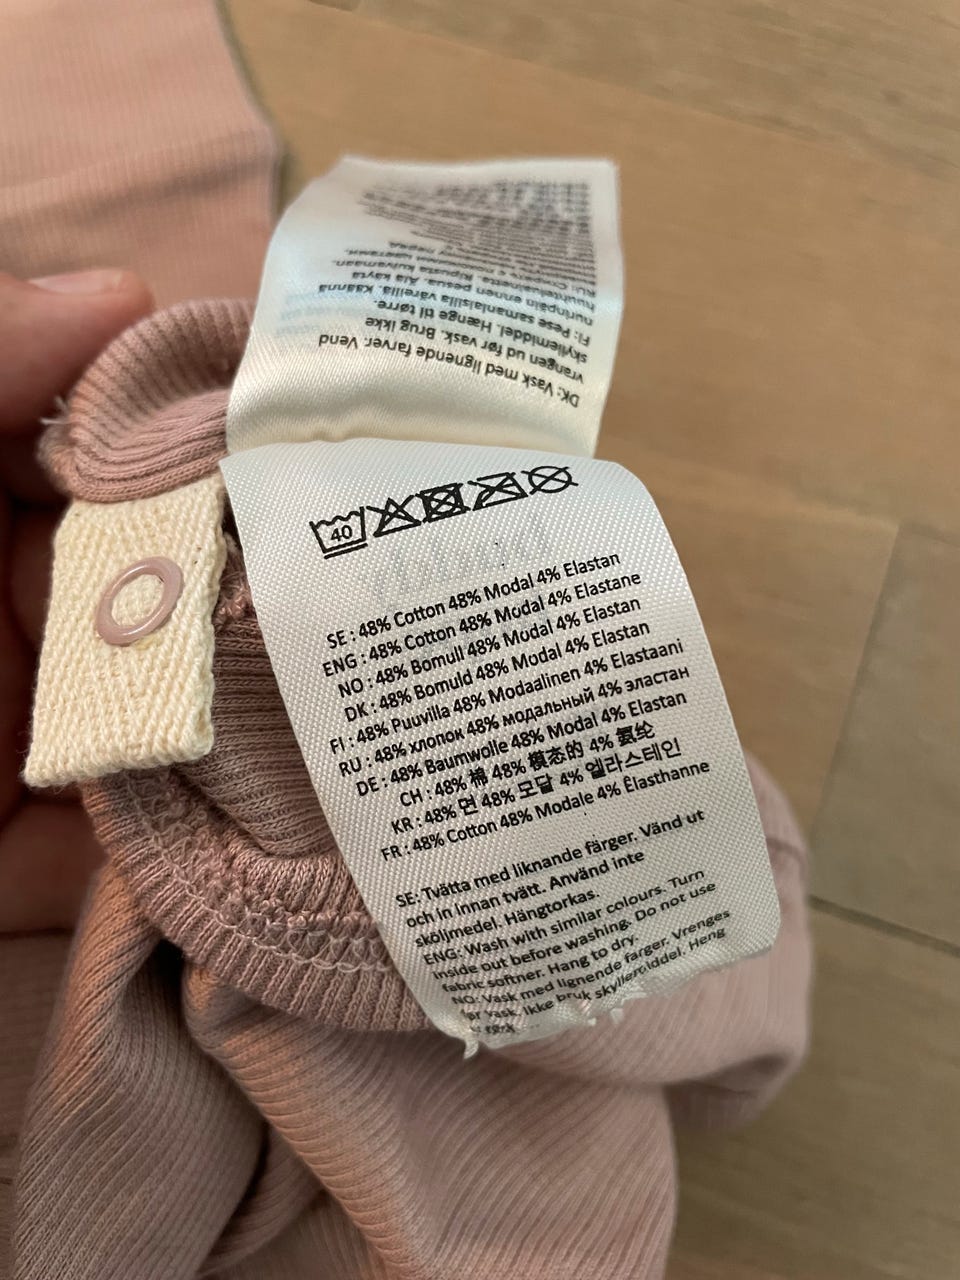 40
SE : 48% Cotton 48% Modal 4% Elastan
ENG : 48% Cotton 48% Modal 4% Elastane
NO : 48% Bomull 48% Modal 4% Elastan
DK : 48% Bomuld 48% Modal 4% Elastan
FI : 48% Puuvilla 48% Modaalinen 4% Elastaani
RU : 48% хлопок 48% модальный 4% эластан
DE : 48% Baumwolle 48% Modal 4% Elastan
CH : 48% 棉 48% 模态的 4% 氨纶
KR : 48% 면 48% 모달 4% 엘라스테인
FR : 48% Cotton 48% Modale 4% Élasthanne
SE: Tvätta med liknande färger. Vänd ut
och in innan tvätt. Använd inte
sköljmedel. Hängtorkas.
ENG: Wash with similar colours. Turn
inside out before washing. Do not use
fabric softner. Hang to dry.
NO: Vask med lignende farger. Vrenges
før vask. Ikke bruk skyllemiddel. Heng
DK: Vask med lignende farver. Vend
vrangen ud før vask. Brug ikke
skyllemiddel. Hænge til tørre.
FI: Pese samanlaisilla väreillä, käännä
nurinpäin ennen pesua. Älä käytä
huuhteluainetta. Ripusta kuivamaan.